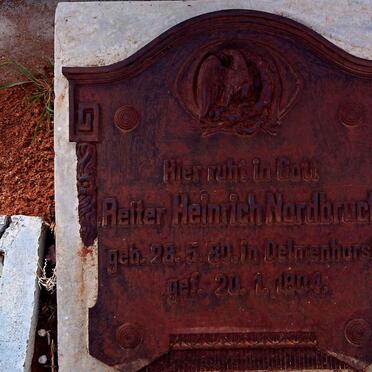 Hier ruht in Gott
Reiter Heinrich Nordbruch
geb. 28. 5. 80. in Delmenhors
gef. 20. 1. 1904.